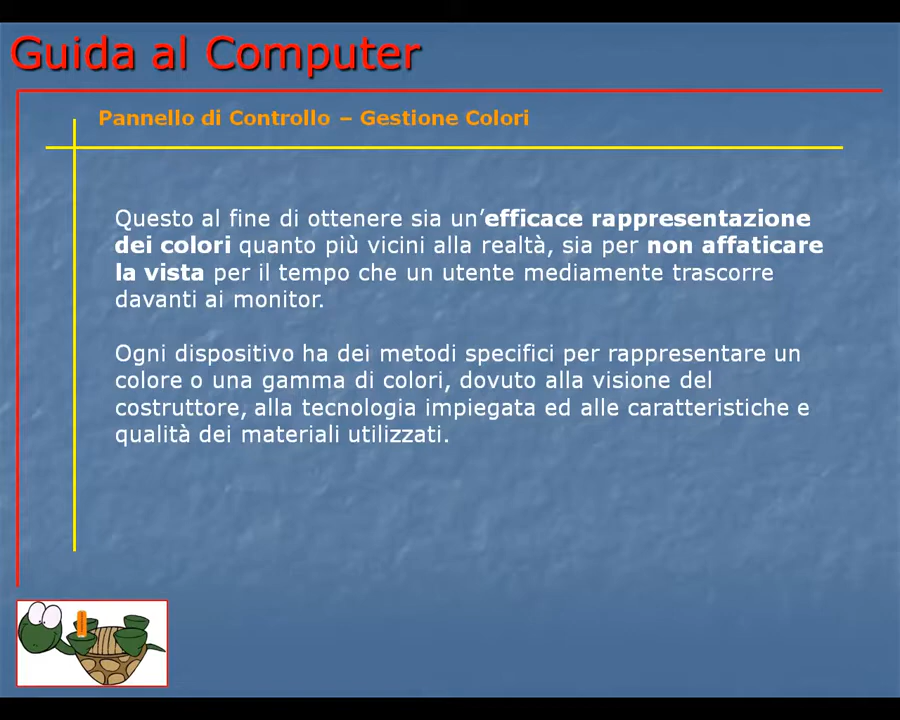 Guida al Computer
Pannello di Controllo – Gestione Colori
Questo al fine di ottenere sia un’efficace rappresentazione
dei colori quanto più vicini alla realtà, sia per non affaticare
la vista per il tempo che un utente mediamente trascorre
davanti ai monitor.
Ogni dispositivo ha dei metodi specifici per rappresentare un
colore o una gamma di colori, dovuto alla visione del
costruttore, alla tecnologia impiegata ed alle caratteristiche e
qualità dei materiali utilizzati.